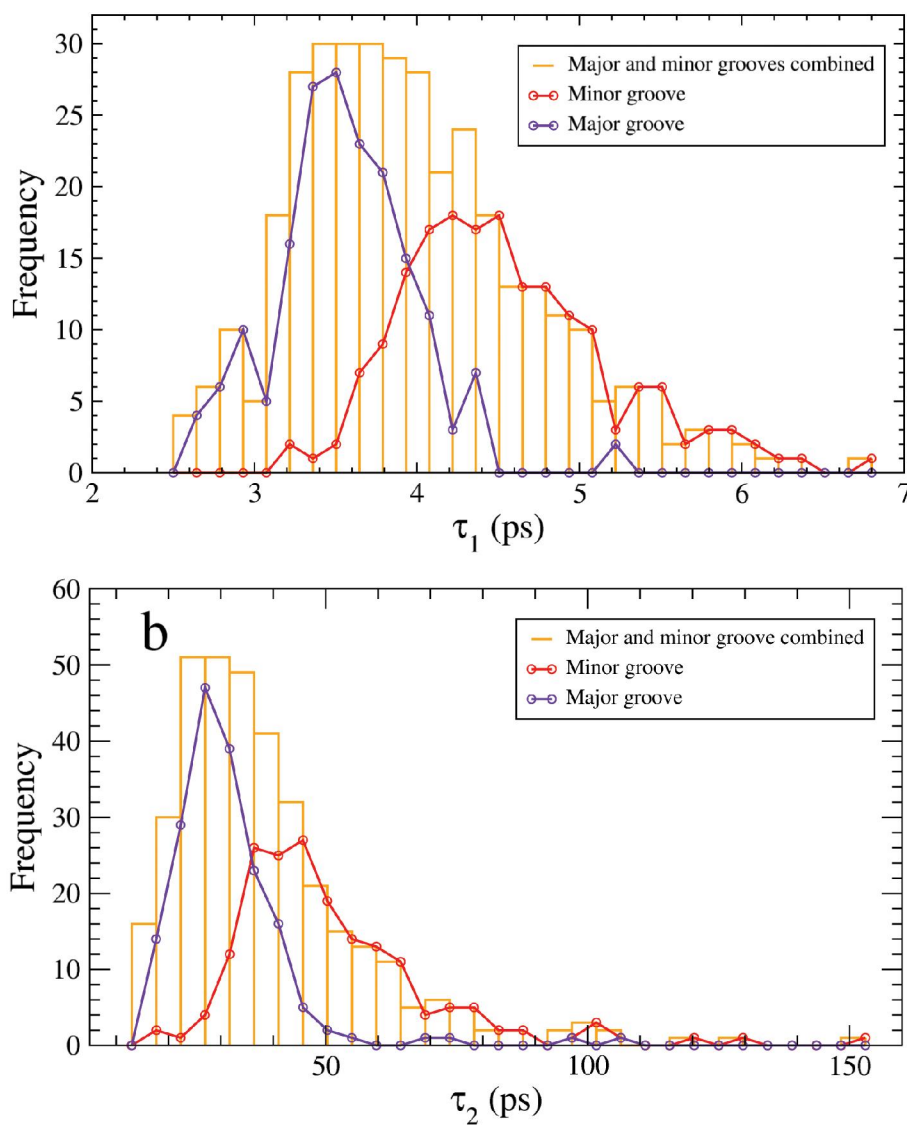 30
25
20
15
10
5
0
Frequency
Major and minor grooves combined
Minor groove
Major groove
2 3 4 5 6 7
τ1 (ps)
60
50
40
30
20
10
0
Frequency
b
Major and minor groove combined
Minor groove
Major groove
50 100 150
τ2 (ps)